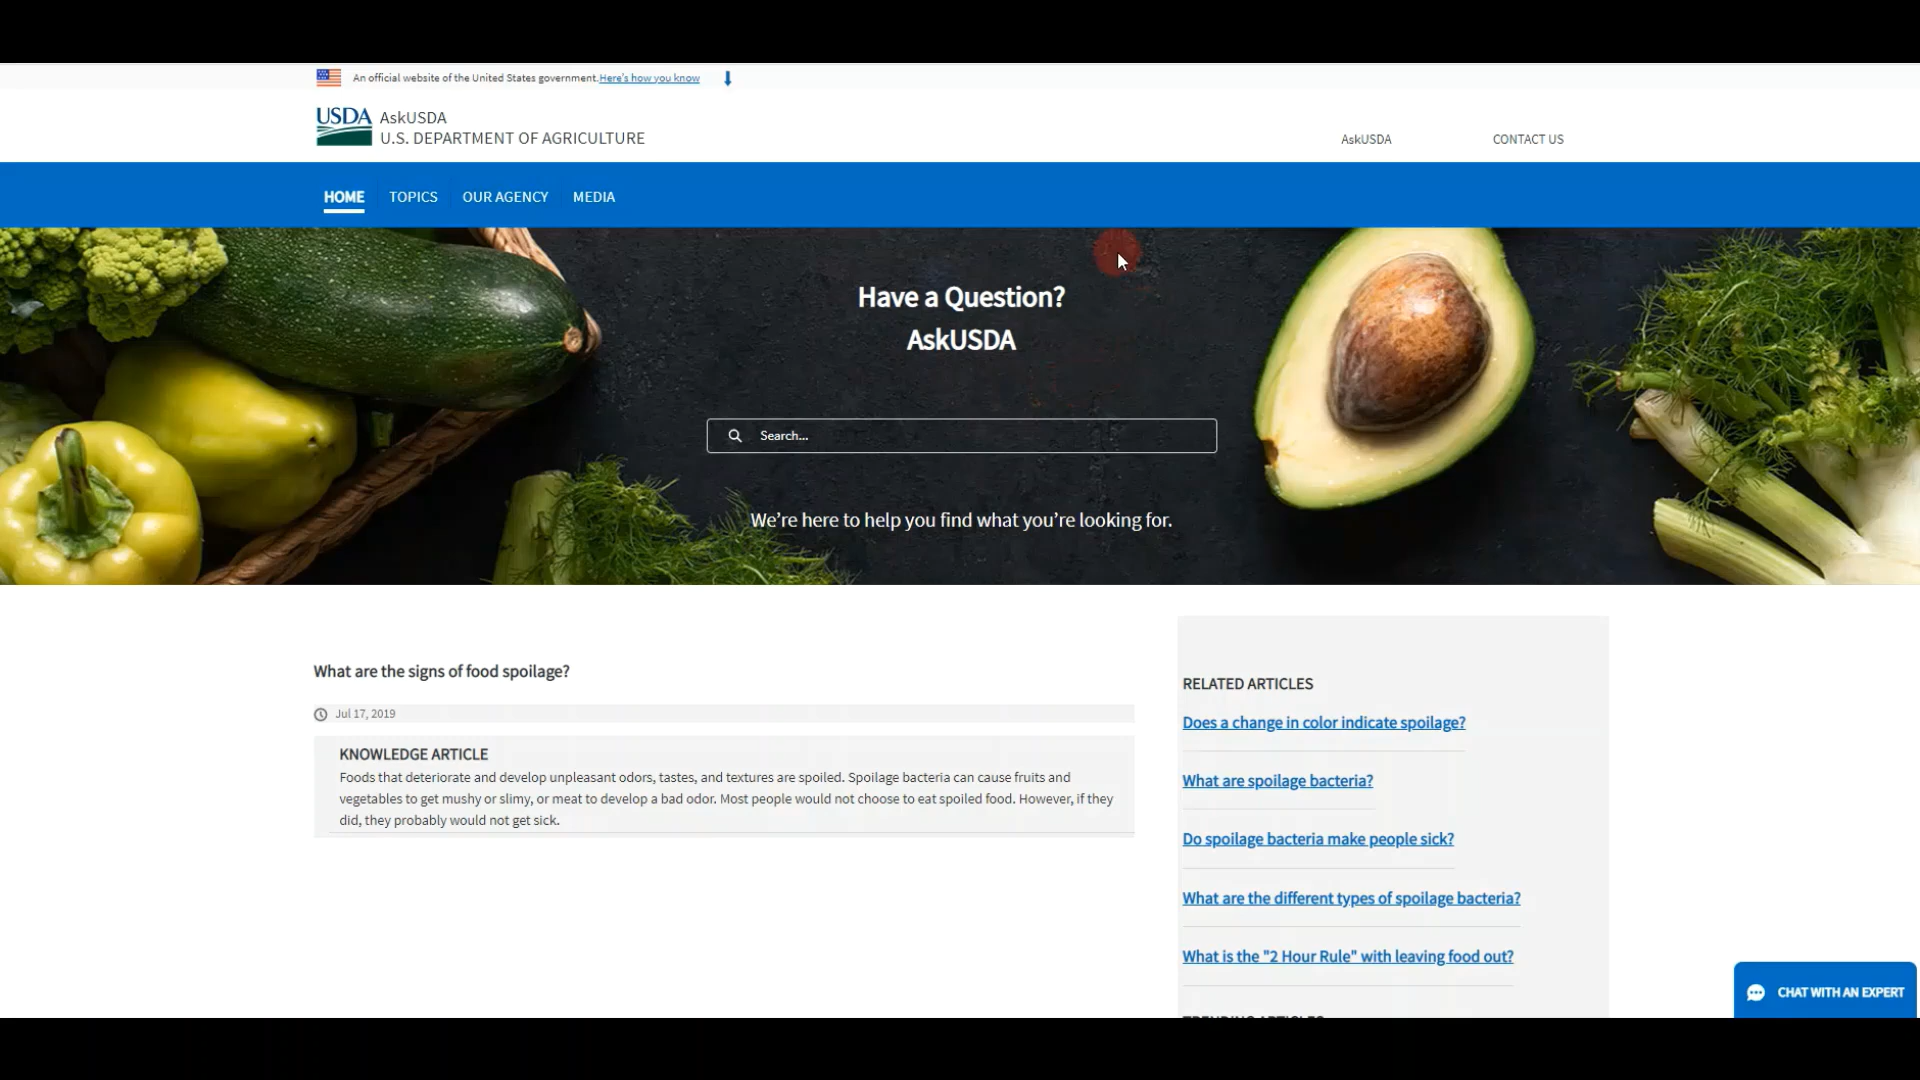 An official website of the United States government.Here's how you know
USDA
AskUSDA
U.S. DEPARTMENT OF AGRICULTURE
AskUSDA
CONTACT US
HOME
TOPICS
OUR AGENCY
MEDIA
Have a Question?
AskUSDA
Search...
We're here to help you find what you're looking for.
What are the signs of food spoilage?
Jul 17, 2019
KNOWLEDGE ARTICLE
Foods that deteriorate and develop unpleasant odors, tastes, and textures are spoiled. Spoilage bacteria can cause fruits and
vegetables to get mushy or slimy, or meat to develop a bad odor. Most people would not choose to eat spoiled food. However, if they
did, they probably would not get sick.
RELATED ARTICLES
Does a change in color indicate spoilage?
What are spoilage bacteria?
Do spoilage bacteria make people sick?
What are the different types of spoilage bacteria?
What is the "2 Hour Rule" with leaving food out?
TRENDING ARTICLES
CHAT WITH AN EXPERT